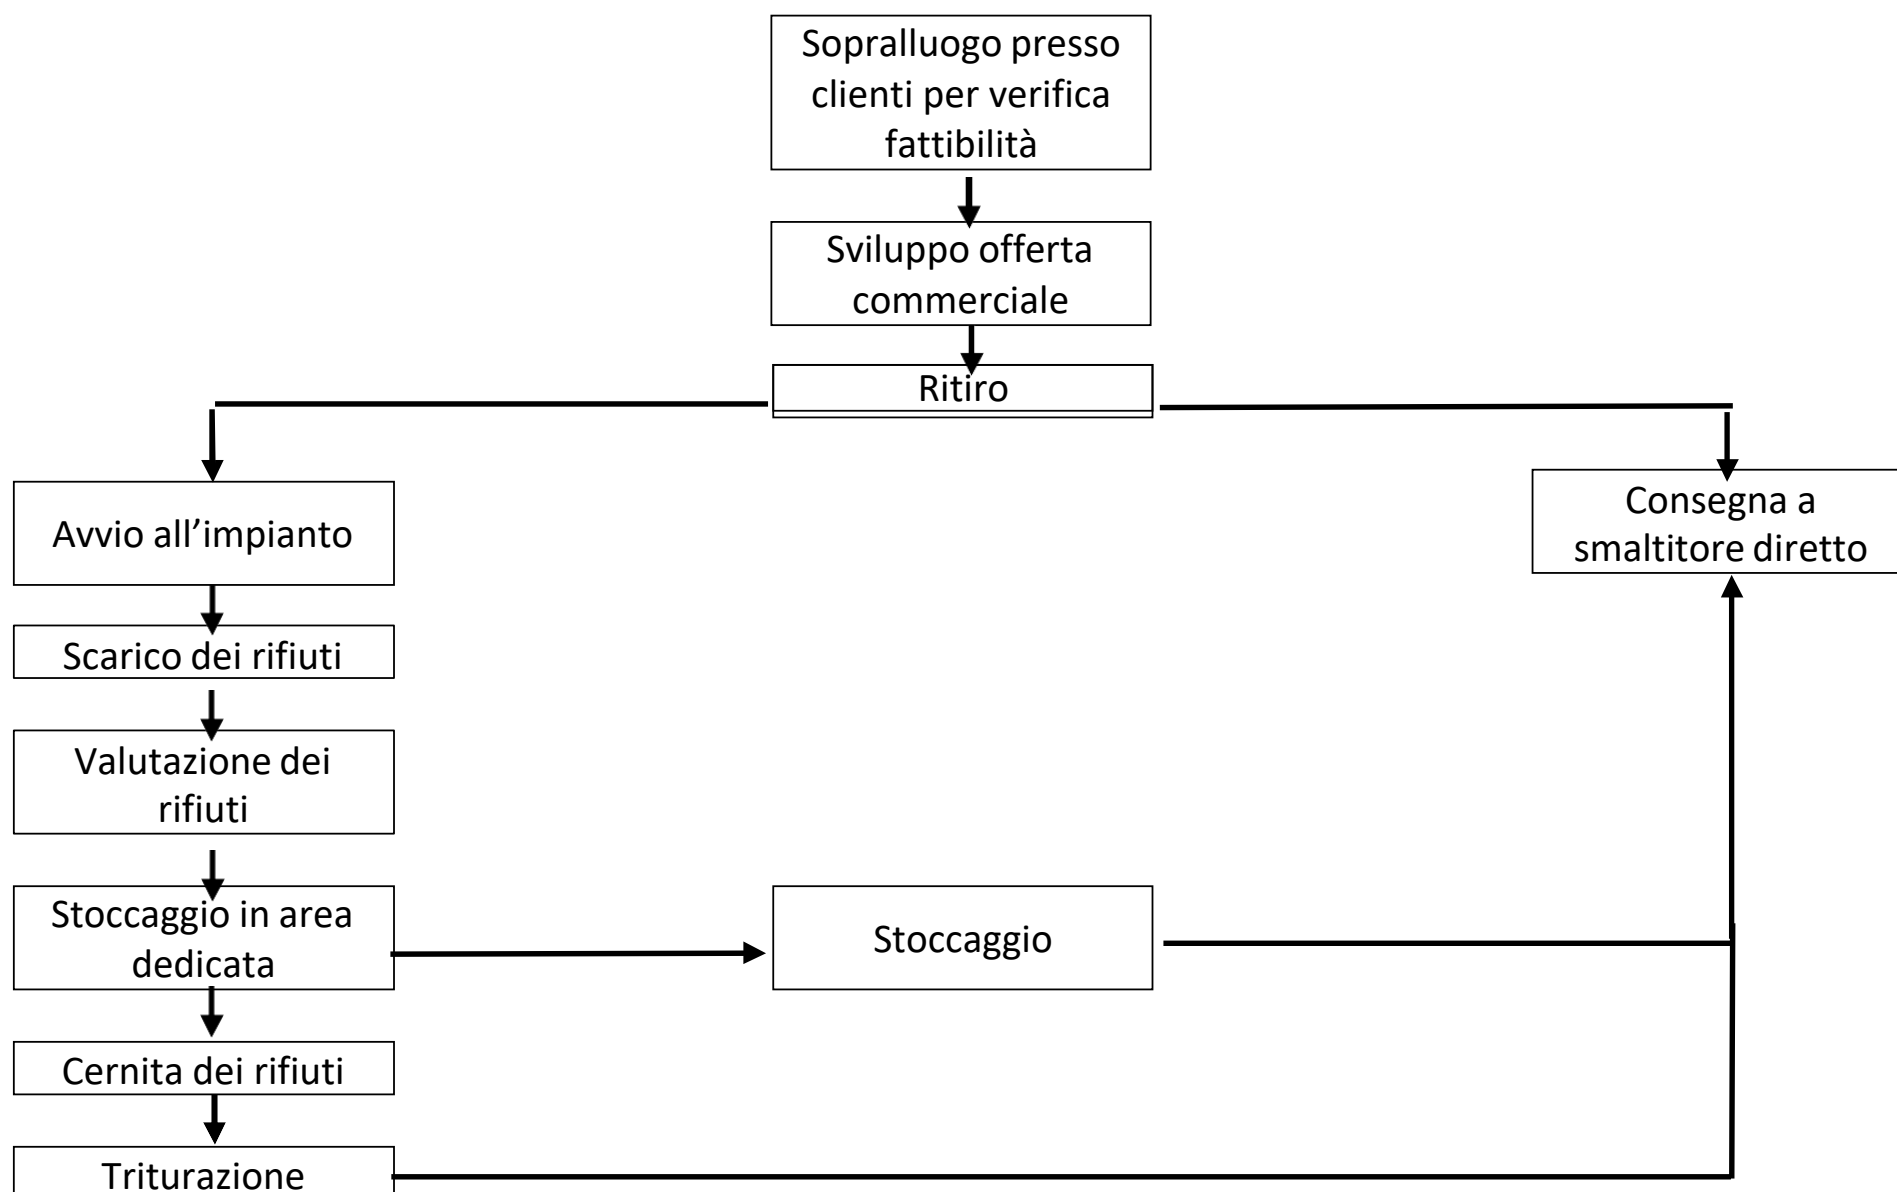 Sopralluogo presso
clienti per verifica
fattibilità
Sviluppo offerta
commerciale
Ritiro
Avvio all’impianto
Consegna a
smaltitore diretto
Scarico dei rifiuti
Valutazione dei
rifiuti
Stoccaggio in area
dedicata
Stoccaggio
Cernita dei rifiuti
Triturazione